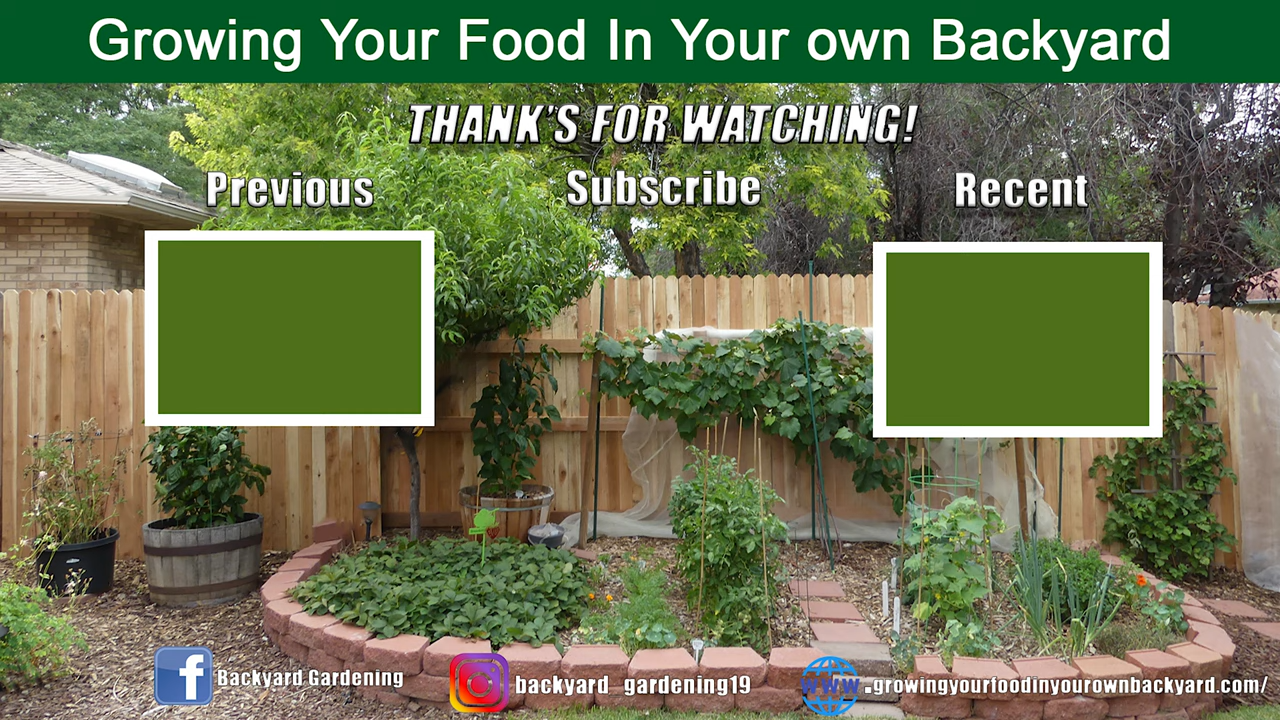 Growing Your Food In Your own Backyard
THANK'S FOR WATCHING!
Previous
Subscribe
Recent
Backyard Gardening
backyard gardening19
www.growingyourfoodinyourownbackyard.com/